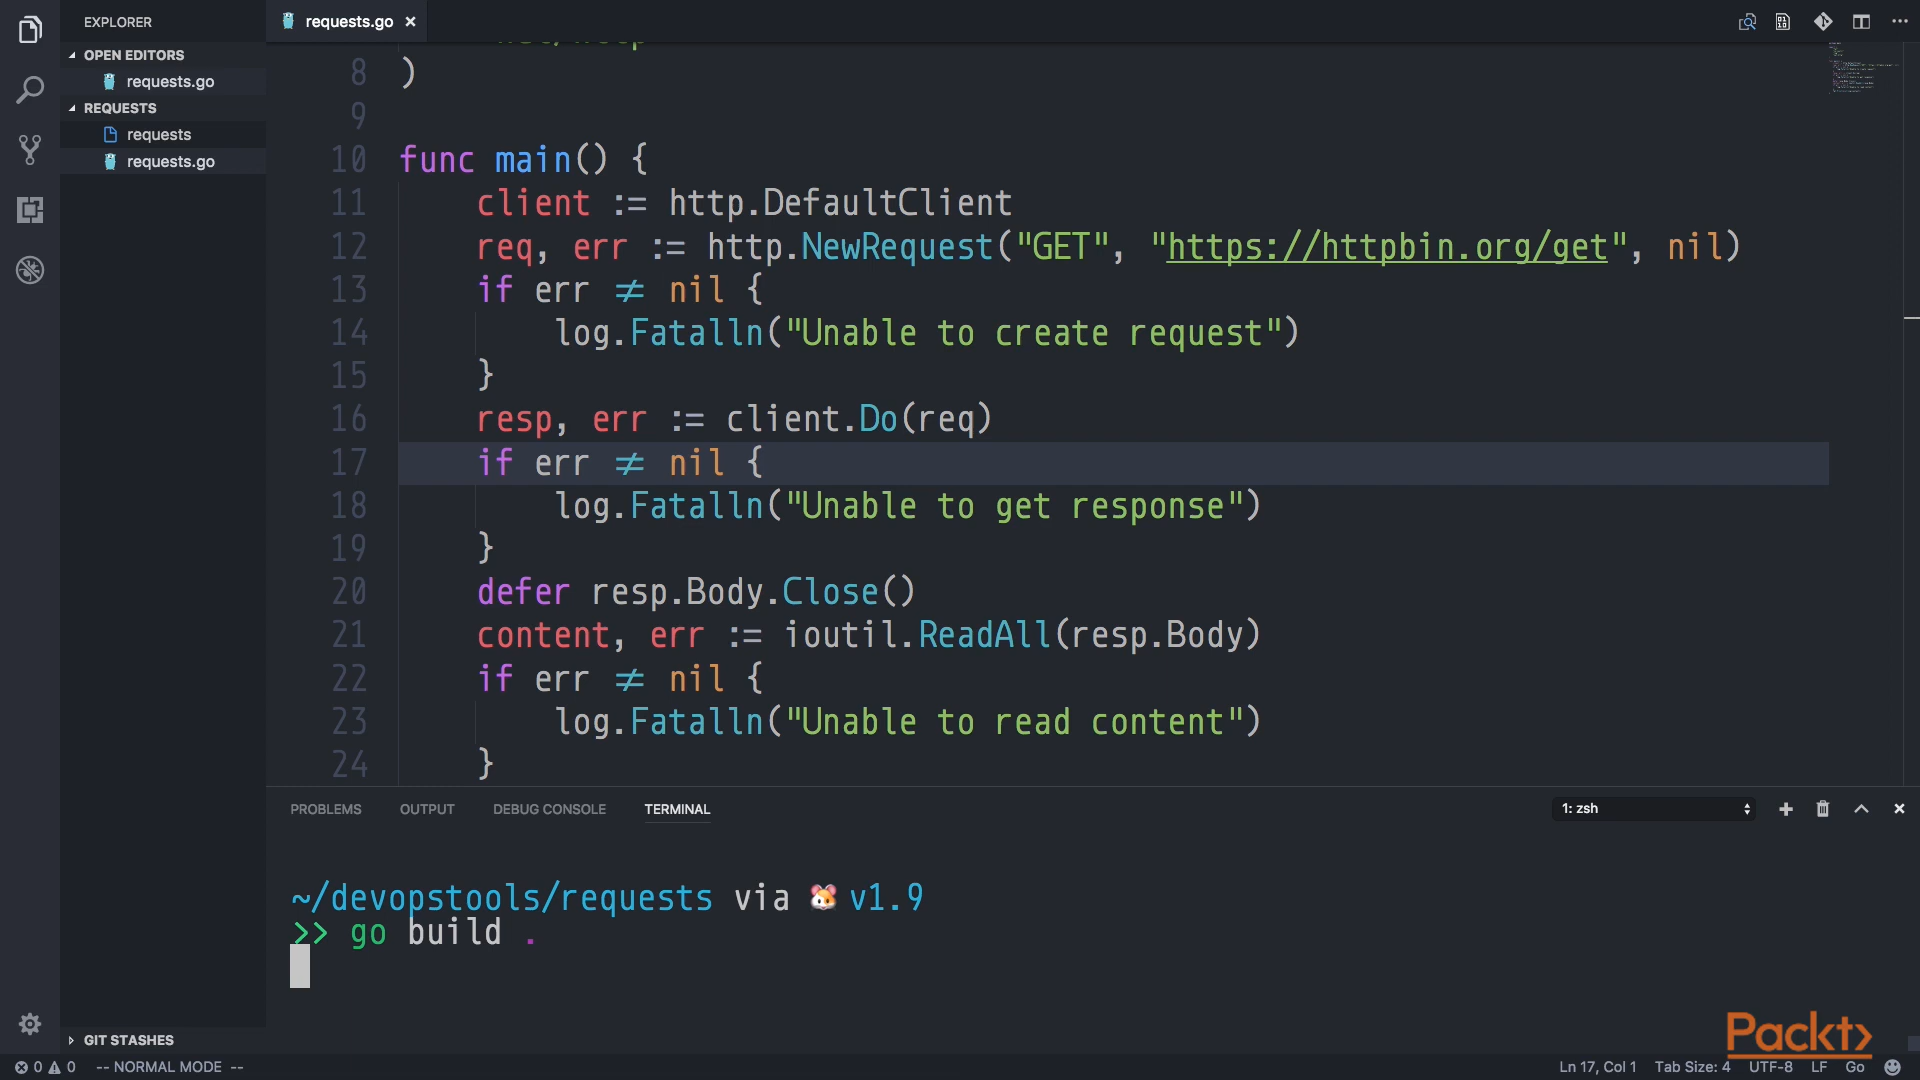 EXPLORER
OPEN EDITORS
requests.go
REQUESTS
requests
requests.go
GIT STASHES
requests.go ×
8 )
9
10 func main() {
11 client := http.DefaultClient
12 req, err := http.NewRequest("GET", "https://httpbin.org/get", nil)
13 if err ≠ nil {
14 log.Fatalln("Unable to create request")
15 }
16 resp, err := client.Do(req)
17 if err ≠ nil {
18 log.Fatalln("Unable to get response")
19 }
20 defer resp.Body.Close()
21 content, err := ioutil.ReadAll(resp.Body)
22 if err ≠ nil {
23 log.Fatalln("Unable to read content")
24 }
PROBLEMS OUTPUT DEBUG CONSOLE TERMINAL 1: zsh
~/devopstools/requests via 🐹 v1.9
>> go build .
Packt>
0 0 -- NORMAL MODE -- Ln 17, Col 1 Tab Size: 4 UTF-8 LF Go